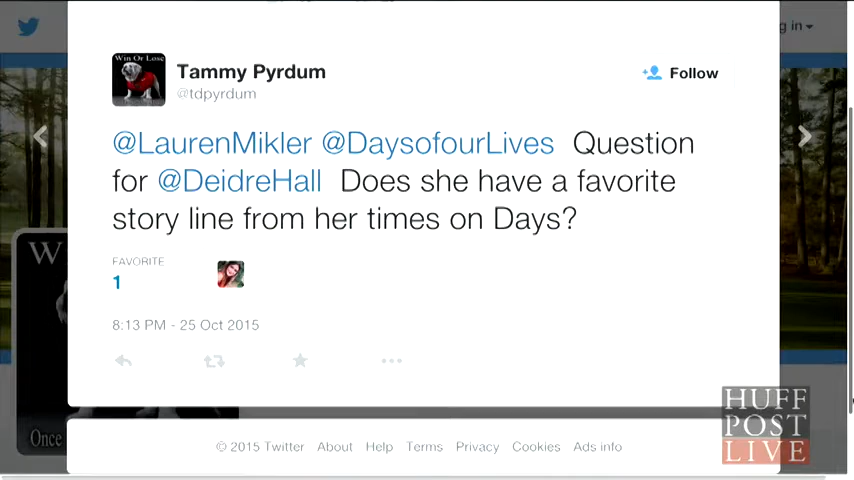 g in
Win Or Lose
Tammy Pyrdum
@tdpyrdum
Follow
@LaurenMikler @DaysofourLives Question
for @DeidreHall Does she have a favorite
story line from her times on Days?
FAVORITE
1
8:13 PM - 25 Oct 2015
W
Once
© 2015 Twitter About Help Terms Privacy Cookies Ads info
HUFF
POST
LIVE